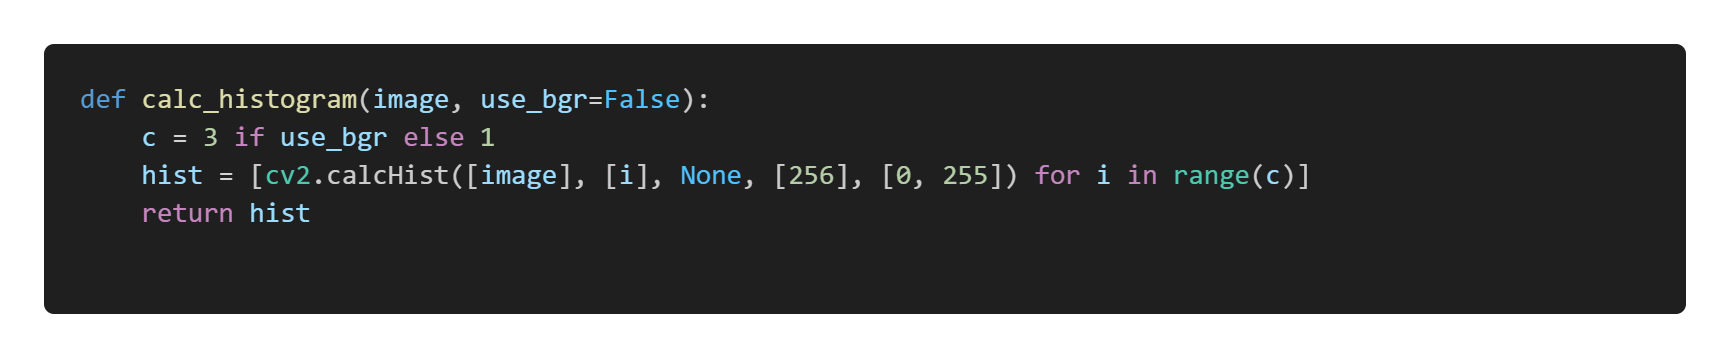 def calc_histogram(image, use_bgr=False):
    c = 3 if use_bgr else 1
    hist = [cv2.calcHist([image], [i], None, [256], [0, 255]) for i in range(c)]
    return hist